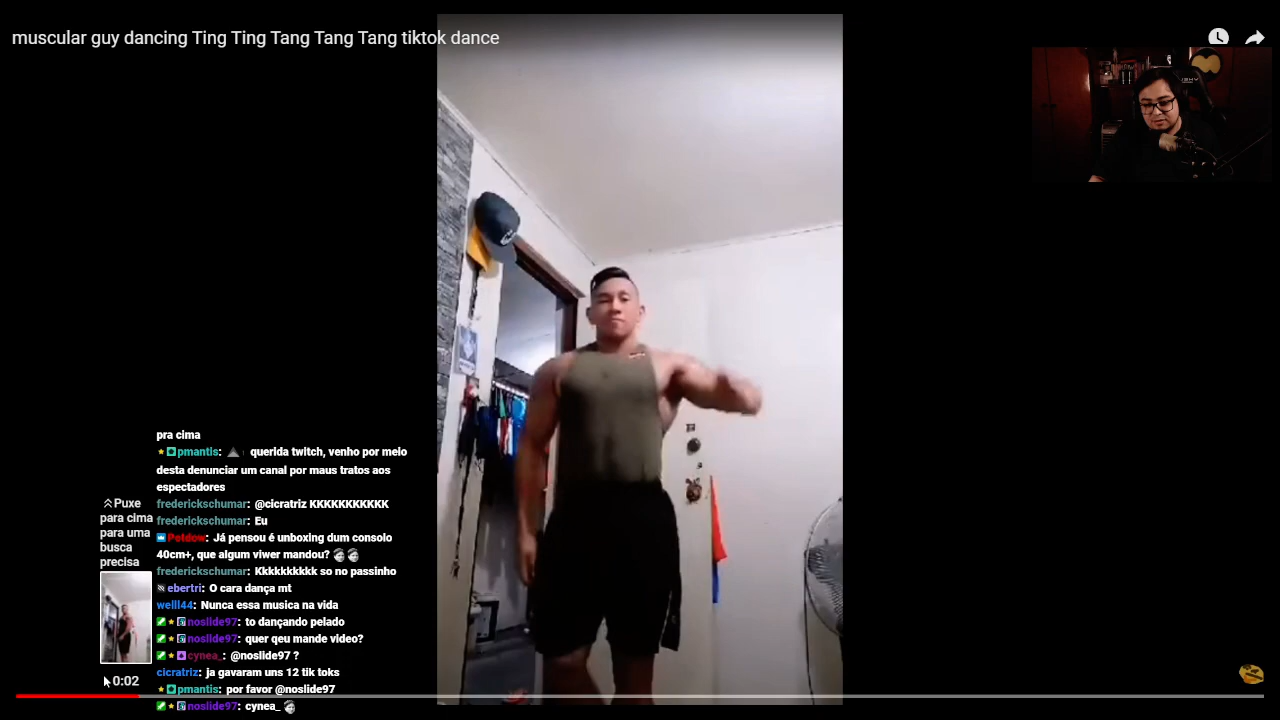 muscular guy dancing Ting Ting Tang Tang Tang tiktok dance
pra cima
pmantis: querida twitch, venho por meio
desta denunciar um canal por maus tratos aos
espectadores
frederickschumar: @cicratriz KKKKKKKKKKK
frederickschumar: Eu
Petdow: Já pensou é unboxing dum consolo
40cm+, que algum viwer mandou?
frederickschumar: Kkkkkkkkkk so no passinho
ebertri: O cara dança mt
welll44: Nunca essa musica na vida
noslide97: to dançando pelado
noslide97: quer qeu mande video?
cynea_: @noslide97 ?
cicratriz: ja gavaram uns 12 tik toks
pmantis: por favor @noslide97
noslide97: cynea_
Puxe
para cima
para uma
busca
precisa
0:02